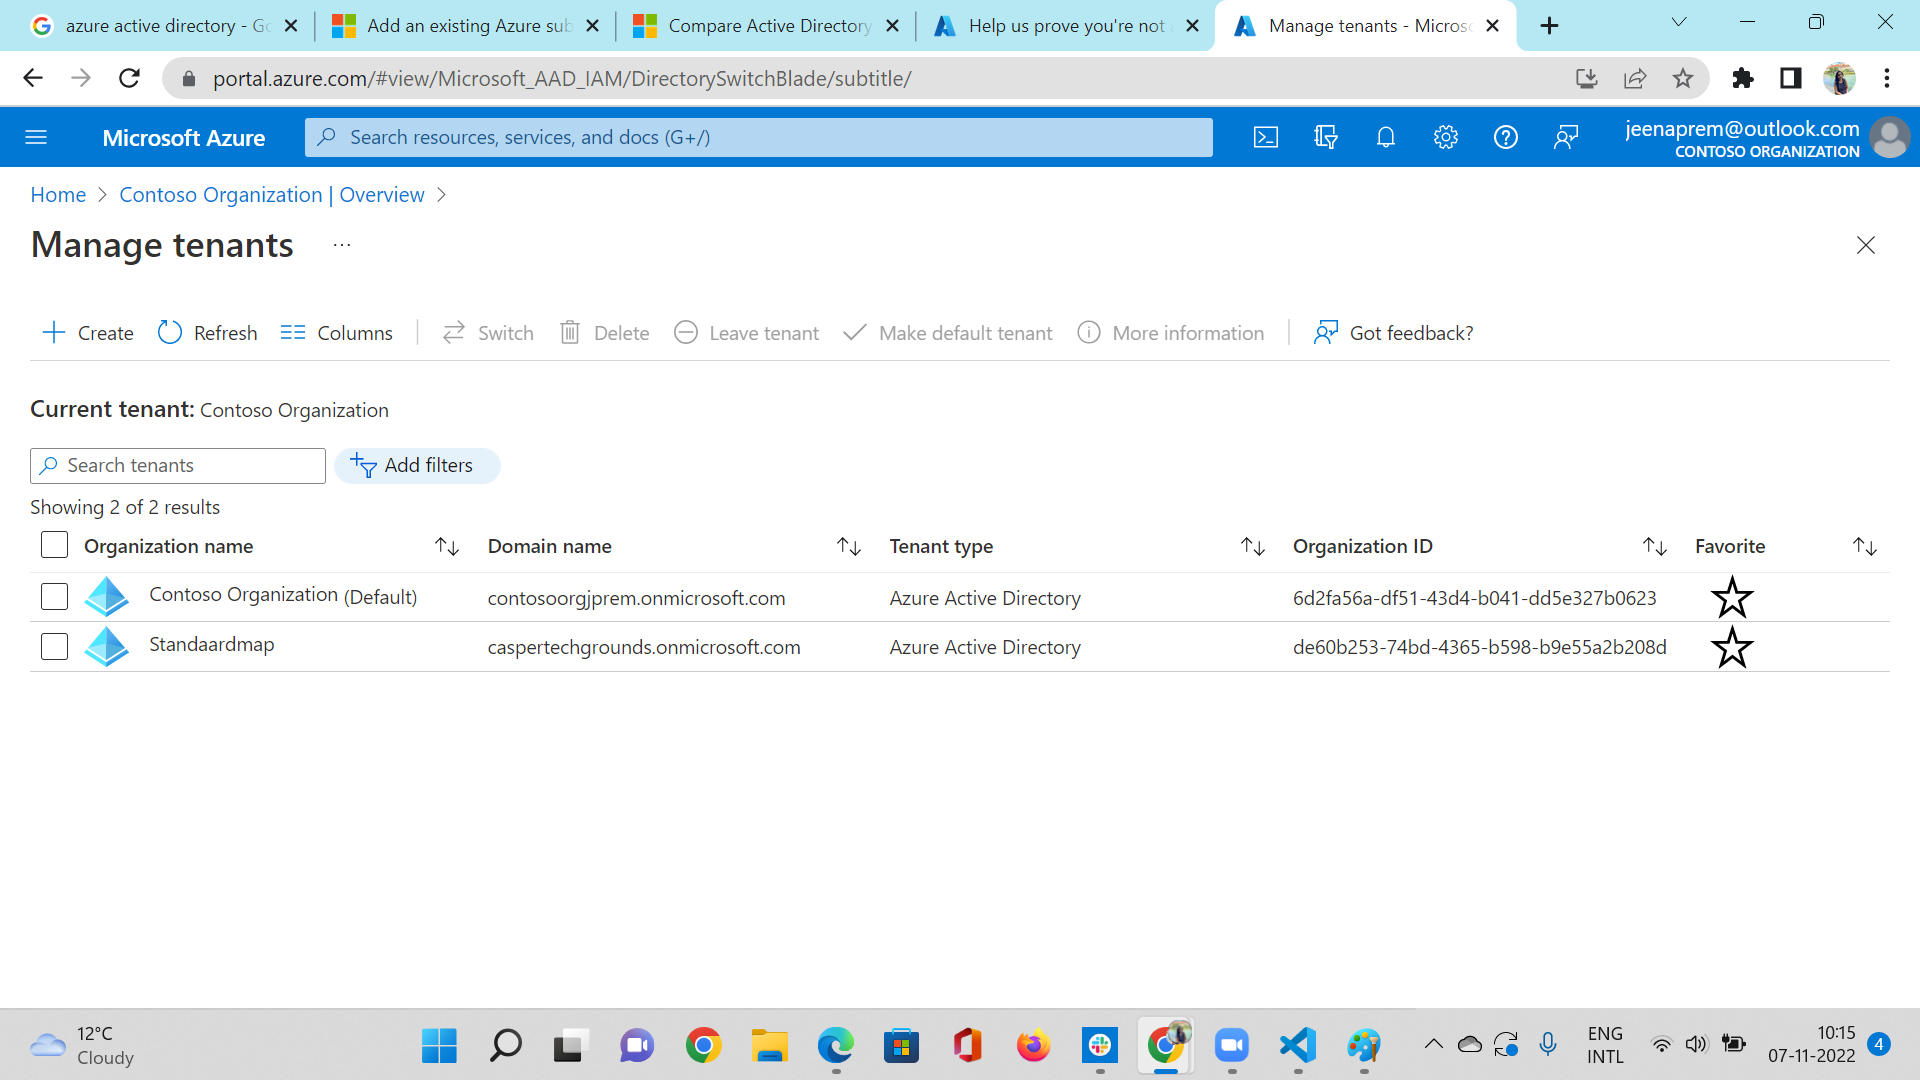 azure active directory - Go
Add an existing Azure sub
Compare Active Directory
Help us prove you're not a
Manage tenants - Microso
portal.azure.com/#view/Microsoft_AAD_IAM/DirectorySwitchBlade/subtitle/
Microsoft Azure
Search resources, services, and docs (G+/)
jeenaprem@outlook.com
CONTOSO ORGANIZATION
Home > Contoso Organization | Overview >
Manage tenants ...
Create Refresh Columns Switch Delete Leave tenant Make default tenant More information Got feedback?
Current tenant: Contoso Organization
Search tenants Add filters
Showing 2 of 2 results
Organization name Domain name Tenant type Organization ID Favorite
Contoso Organization (Default) contosoorgjprem.onmicrosoft.com Azure Active Directory 6d2fa56a-df51-43d4-b041-dd5e327b0623
Standaardmap caspertechgrounds.onmicrosoft.com Azure Active Directory de60b253-74bd-4365-b598-b9e55a2b208d
12°C
Cloudy
ENG
INTL
10:15
07-11-2022
4